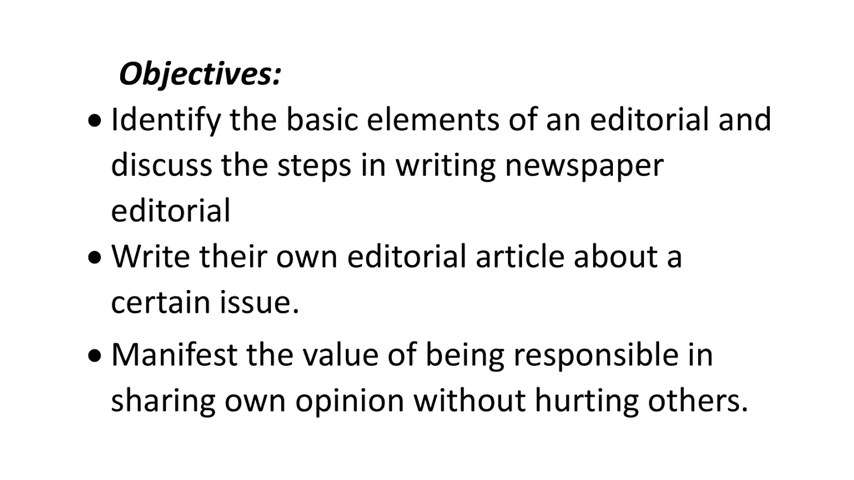 Objectives:
• Identify the basic elements of an editorial and
discuss the steps in writing newspaper
editorial
• Write their own editorial article about a
certain issue.
• Manifest the value of being responsible in
sharing own opinion without hurting others.